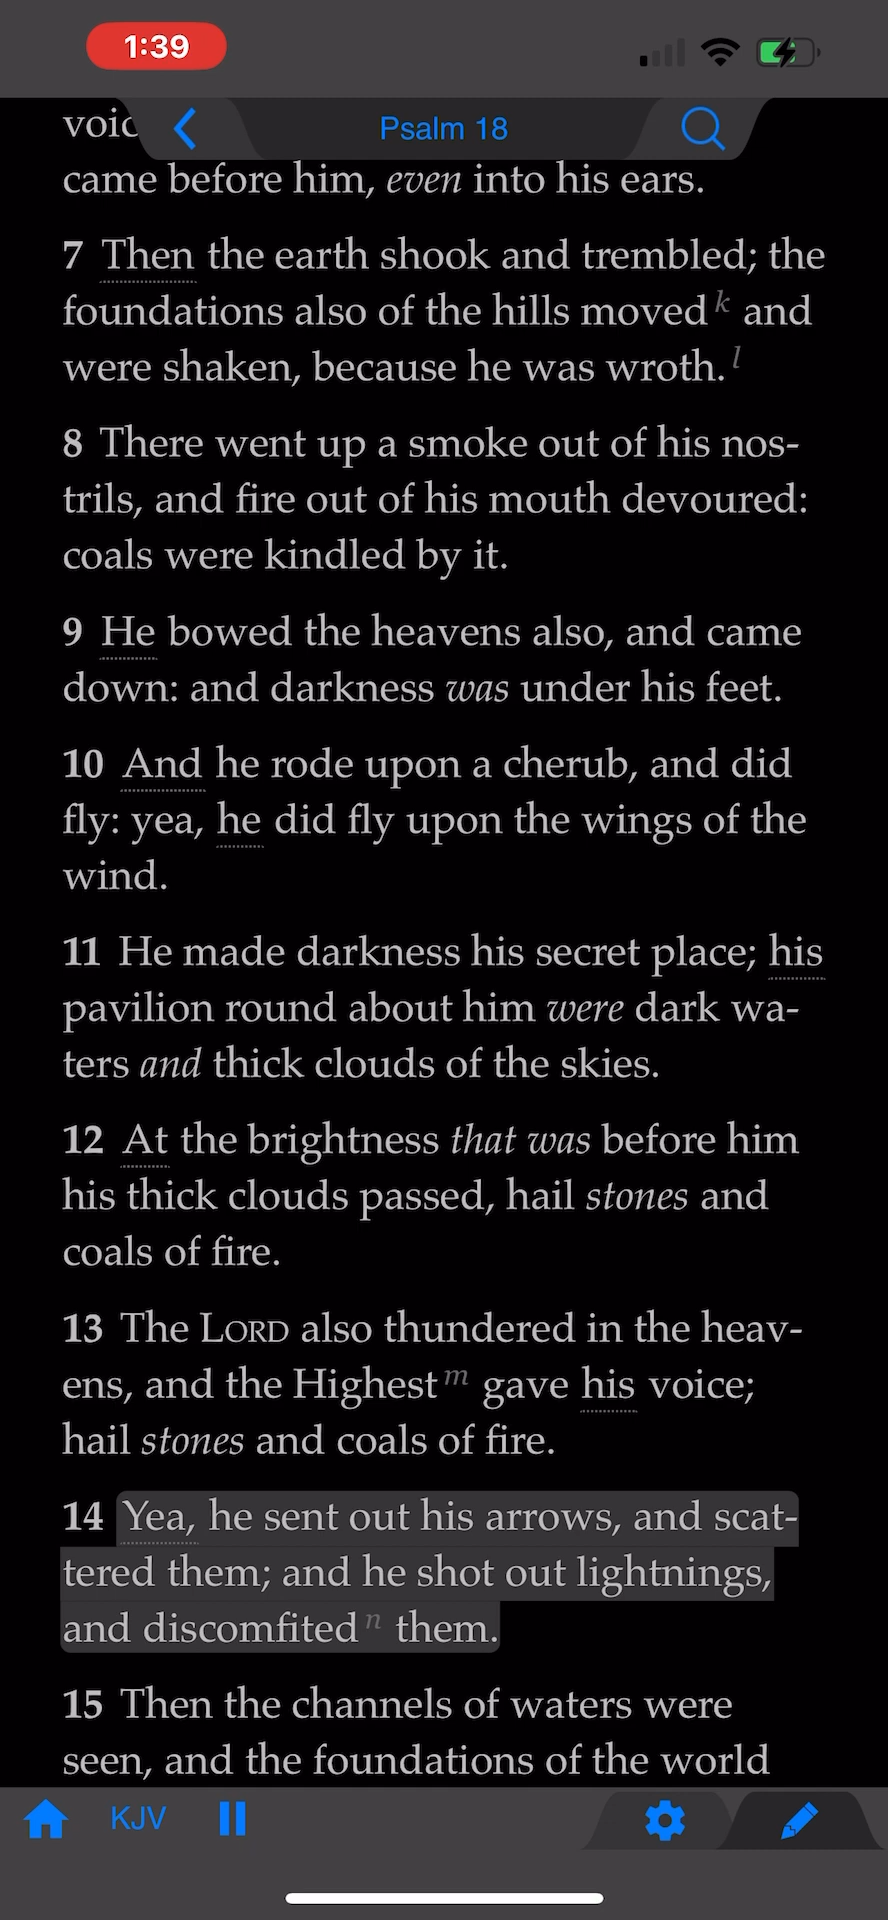 1:39
Psalm 18
came before him, even into his ears.
7 Then the earth shook and trembled; the
foundations also of the hills moved k and
were shaken, because he was wroth. l
8 There went up a smoke out of his nos-
trils, and fire out of his mouth devoured:
coals were kindled by it.
9 He bowed the heavens also, and came
down: and darkness was under his feet.
10 And he rode upon a cherub, and did
fly: yea, he did fly upon the wings of the
wind.
11 He made darkness his secret place; his
pavilion round about him were dark wa-
ters and thick clouds of the skies.
12 At the brightness that was before him
his thick clouds passed, hail stones and
coals of fire.
13 The LORD also thundered in the heav-
ens, and the Highest m gave his voice;
hail stones and coals of fire.
14 Yea, he sent out his arrows, and scat-
tered them; and he shot out lightnings,
and discomfited n them.
15 Then the channels of waters were
seen, and the foundations of the world
KJV